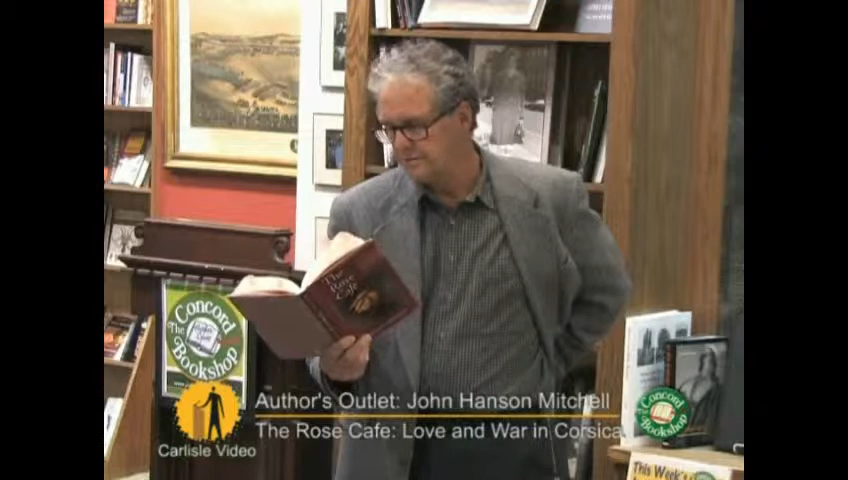 The
Rose
Cafe
The
Concord
Bookshop
Author's Outlet: John Hanson Mitchell
The Rose Cafe: Love and War in Corsica
Carlisle Video
Concord
Bookshop
This Week's